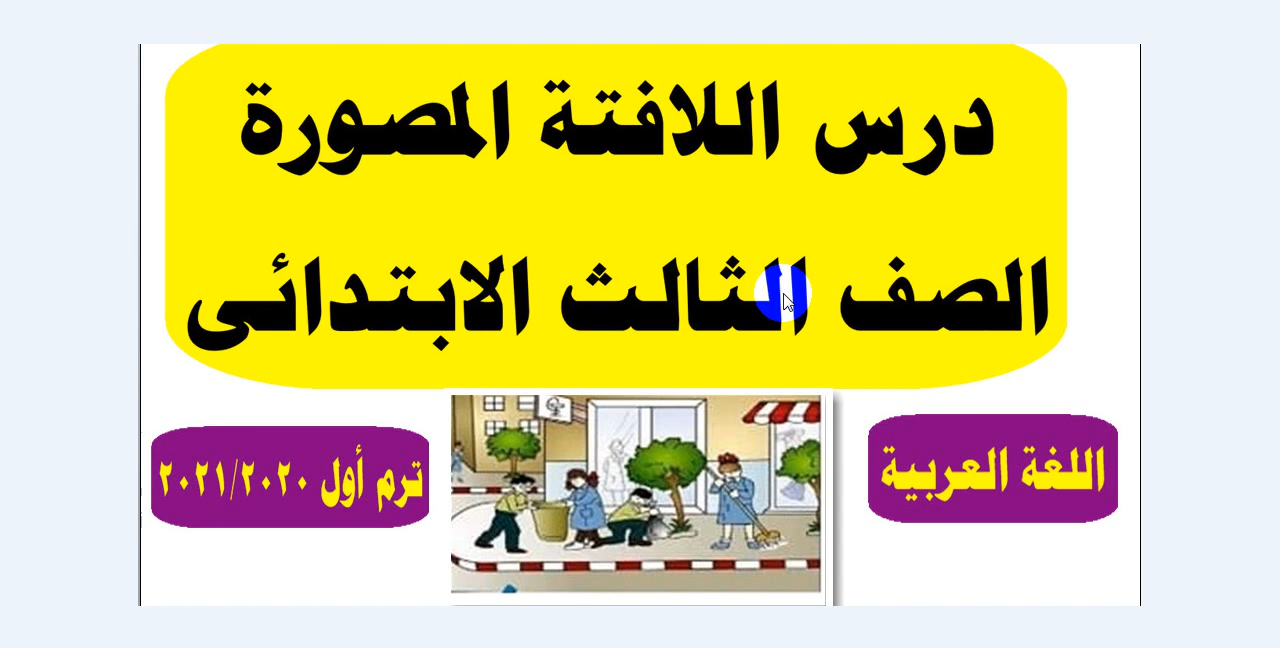 درس اللافتة المصورة
الصف الثالث الابتدائى
اللغة العربية
ترم أول ٢٠٢١/٢٠٢٠